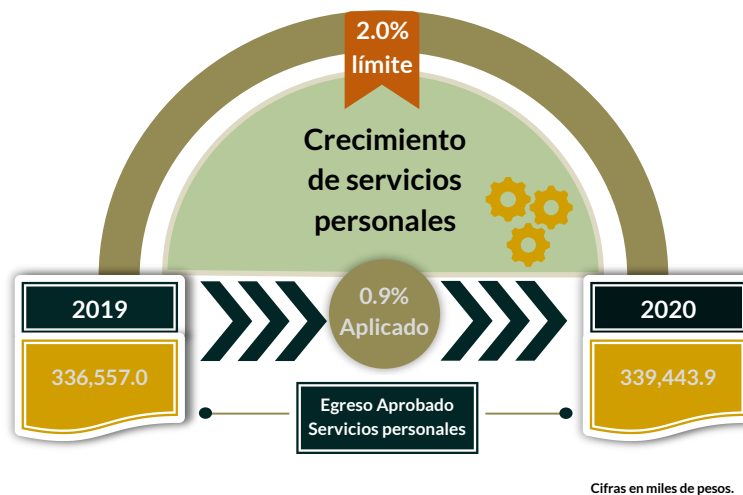 2.0%
límite
Crecimiento
de servicios
personales
2019
0.9%
Aplicado
2020
336,557.0
339,443.9
Egreso Aprobado
Servicios personales
Cifras en miles de pesos.